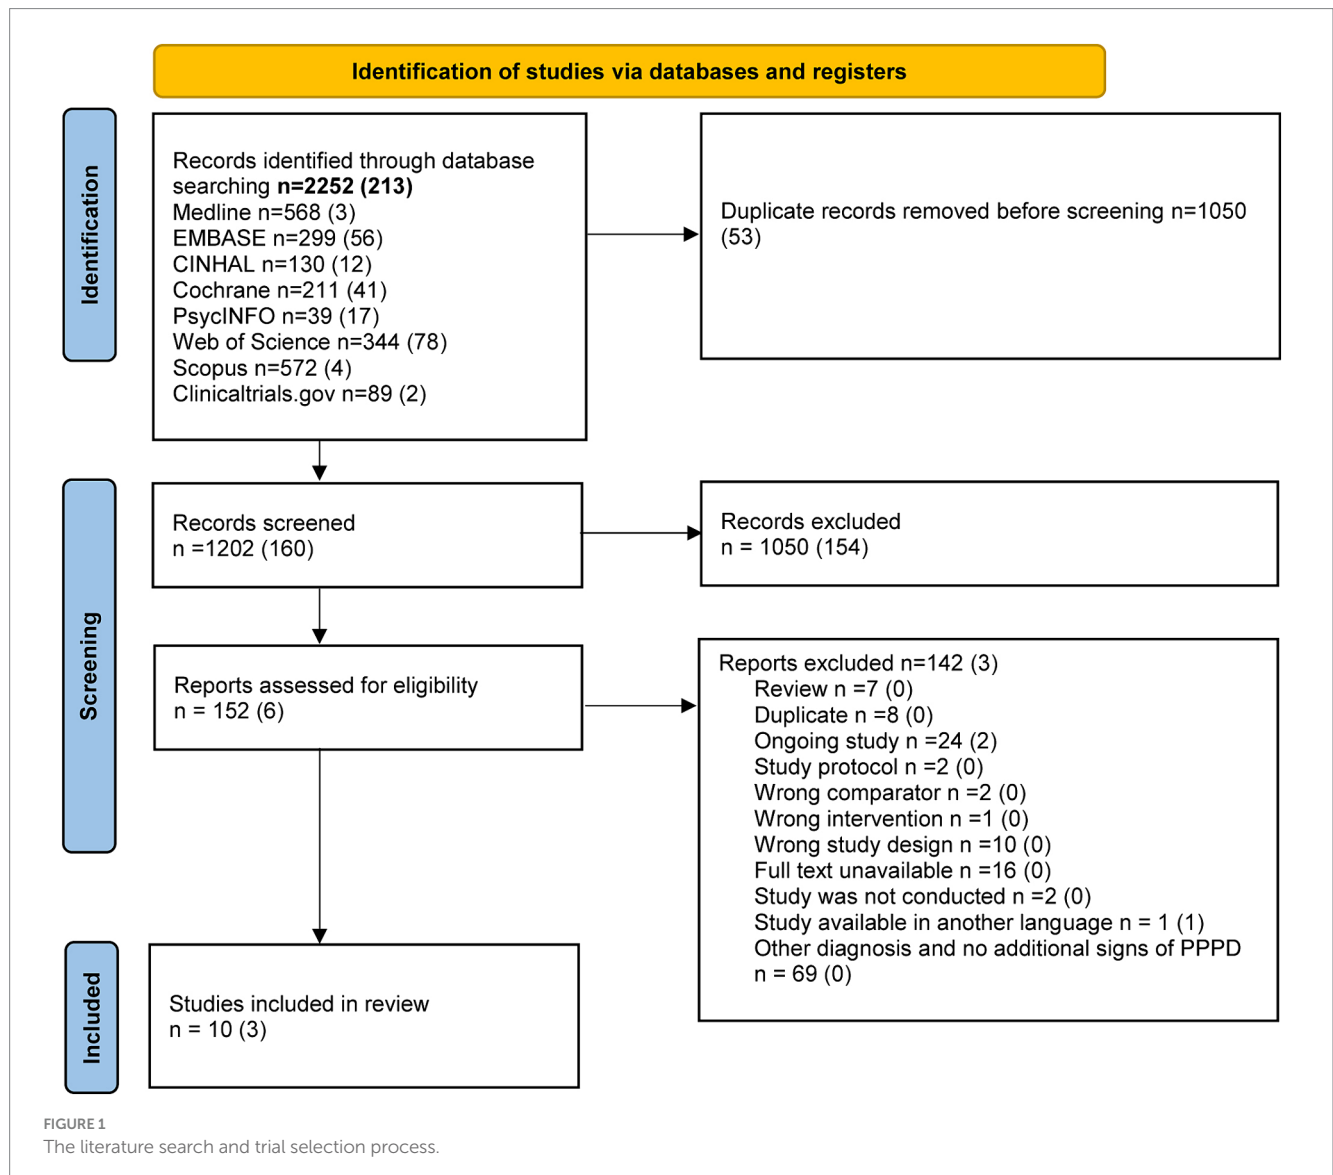 Identification of studies via databases and registers
Identification
Records identified through database
searching n=2252 (213)
Medline n=568 (3)
EMBASE n=299 (56)
CINHAL n=130 (12)
Cochrane n=211 (41)
PsycINFO n=39 (17)
Web of Science n=344 (78)
Scopus n=572 (4)
Clinicaltrials.gov n=89 (2)
Duplicate records removed before screening n=1050
(53)
Screening
Records screened
n =1202 (160)
Records excluded
n = 1050 (154)
Reports assessed for eligibility
n = 152 (6)
Reports excluded n=142 (3)
Review n =7 (0)
Duplicate n =8 (0)
Ongoing study n =24 (2)
Study protocol n =2 (0)
Wrong comparator n =2 (0)
Wrong intervention n =1 (0)
Wrong study design n =10 (0)
Full text unavailable n =16 (0)
Study was not conducted n =2 (0)
Study available in another language n = 1 (1)
Other diagnosis and no additional signs of PPPD
n = 69 (0)
Included
Studies included in review
n = 10 (3)
FIGURE 1
The literature search and trial selection process.